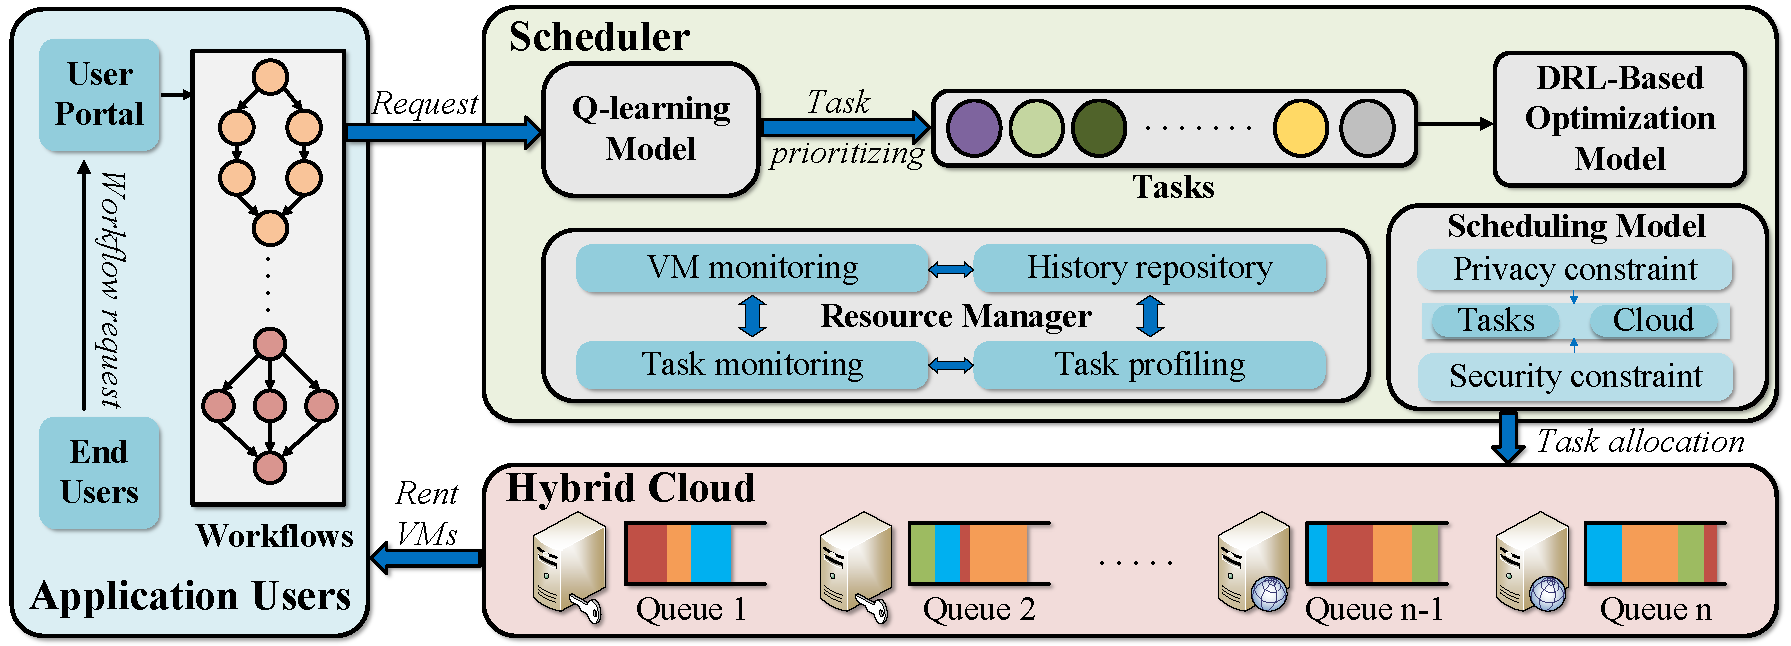 User
Portal
Workflow request
End
Users
Workflows
Application Users
Request
Scheduler
Q-learning
Model
Task
prioritizing
Tasks
DRL-Based
Optimization
Model
VM monitoring
History repository
Resource Manager
Task monitoring
Task profiling
Scheduling Model
Privacy constraint
Tasks
Cloud
Security constraint
Task allocation
Rent
VMs
Hybrid Cloud
Queue 1
Queue 2
Queue n-1
Queue n